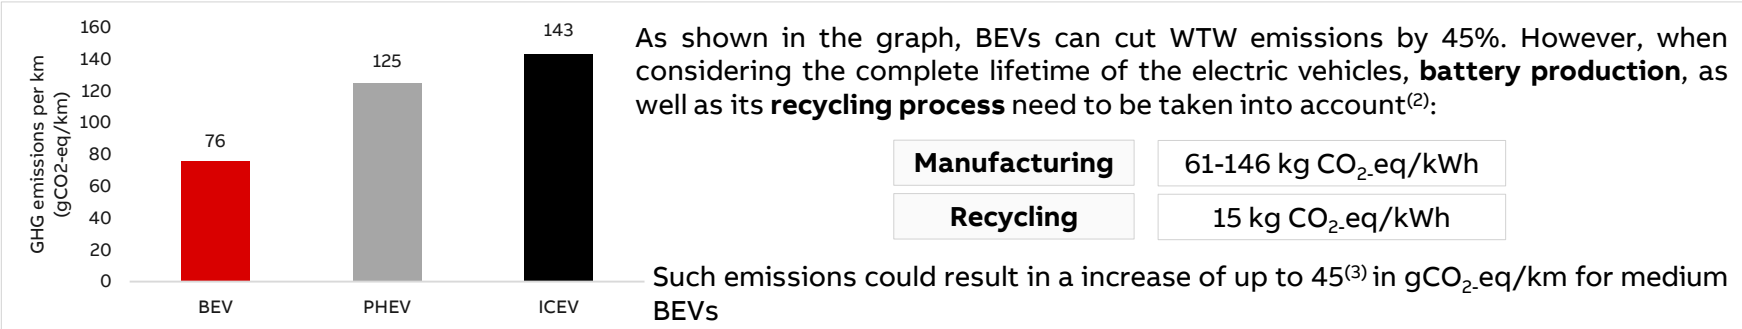 GHG emissions per km
(gCO2-eq/km)
160
140
120
100
80
60
40
20
0
76
125
143
BEV
PHEV
ICEV
As shown in the graph, BEVs can cut WTW emissions by 45%. However, when
considering the complete lifetime of the electric vehicles, battery production, as
well as its recycling process need to be taken into account(2):
Manufacturing
61-146 kg CO2-eq/kWh
Recycling
15 kg CO2-eq/kWh
Such emissions could result in a increase of up to 45(3) in gCO2-eq/km for medium
BEVs